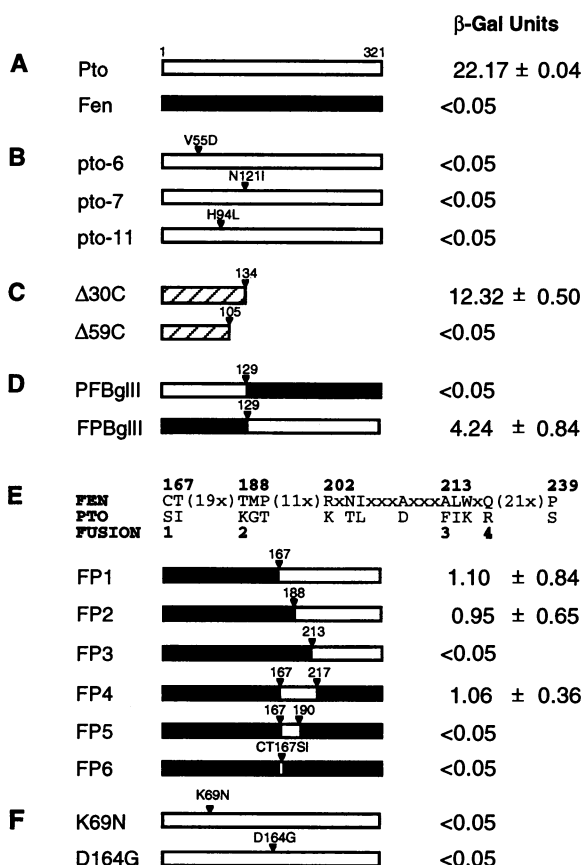 β-Gal Units
1 321
A Pto 22.17 ± 0.04
Fen <0.05
V55D
B pto-6 <0.05
N121I
pto-7 <0.05
H94L
pto-11 <0.05
134
C Δ30C 12.32 ± 0.50
105
Δ59C <0.05
129
D PFBglII <0.05
129
FPBglII 4.24 ± 0.84
167 188 202 213 239
E FEN CT(19x)TMP(11x)RxNIxxxAxxxALWxQ(21x)P
PTO SI KGT K TL D FIK R S
FUSION 1 2 3 4
167
FP1 1.10 ± 0.84
188
FP2 0.95 ± 0.65
213
FP3 <0.05
167 217
FP4 1.06 ± 0.36
167 190
FP5 <0.05
CT167SI
FP6 <0.05
K69N
F K69N <0.05
D164G
D164G <0.05